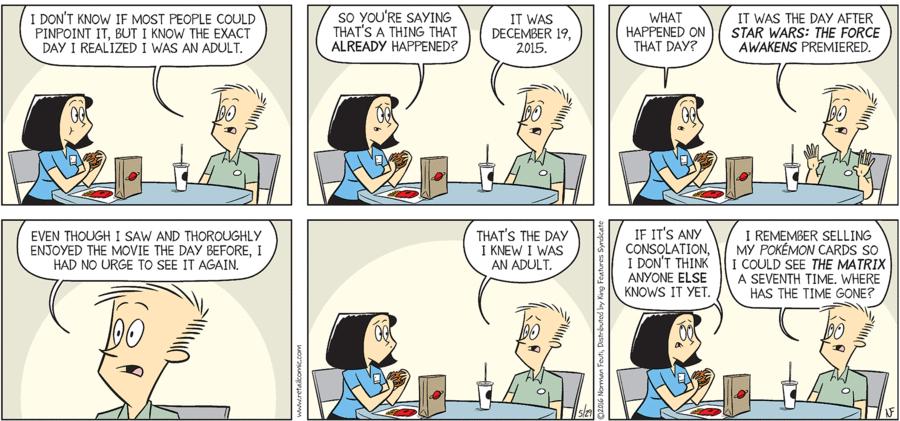 I DON'T KNOW IF MOST PEOPLE COULD
PINPOINT IT, BUT I KNOW THE EXACT
DAY I REALIZED I WAS AN ADULT.
SO YOU'RE SAYING
THAT'S A THING THAT
ALREADY HAPPENED?
IT WAS
DECEMBER 19,
2015.
WHAT
HAPPENED ON
THAT DAY?
IT WAS THE DAY AFTER
STAR WARS: THE FORCE
AWAKENS PREMIERED.
EVEN THOUGH I SAW AND THOROUGHLY
ENJOYED THE MOVIE THE DAY BEFORE, I
HAD NO URGE TO SEE IT AGAIN.
www.retailcomic.com
THAT'S THE DAY
I KNEW I WAS
AN ADULT.
5/29
©2016 Norman Feuti, Distributed by King Features Syndicate
IF IT'S ANY
CONSOLATION,
I DON'T THINK
ANYONE ELSE
KNOWS IT YET.
I REMEMBER SELLING
MY POKÉMON CARDS SO
I COULD SEE THE MATRIX
A SEVENTH TIME. WHERE
HAS THE TIME GONE?
NF